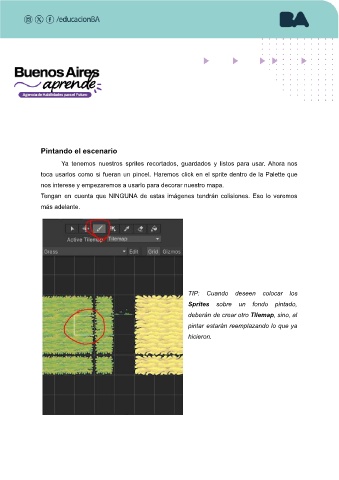 /educacionBA
BA
Buenos Aires
aprende
Agencia de Habilidades para el Futuro
Pintando el escenario
Ya tenemos nuestros sprites recortados, guardados y listos para usar. Ahora nos
toca usarlos como si fueran un pincel. Haremos click en el sprite dentro de la Palette que
nos interese y empezaremos a usarlo para decorar nuestro mapa.
Tengan en cuenta que NINGUNA de estas imágenes tendrán colisiones. Eso lo veremos
más adelante.
Active Tilemap Tilemap
Grass Edit Grid Gizmos
TIP: Cuando deseen colocar los
Sprites sobre un fondo pintado,
deberán de crear otro Tilemap, sino, al
pintar estarán reemplazando lo que ya
hicieron.